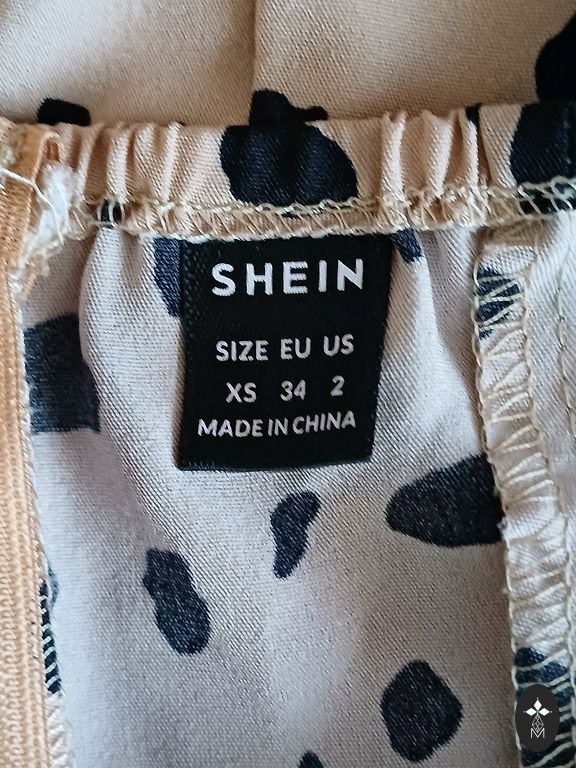 SHEIN
SIZE EU US
XS 34 2
MADE IN CHINA
M